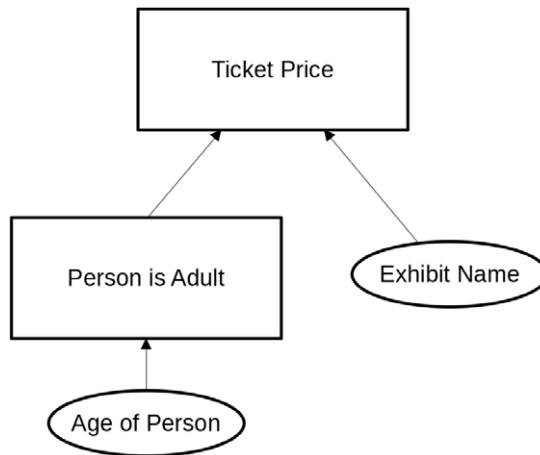 Ticket Price
Person is Adult
Exhibit Name
Age of Person